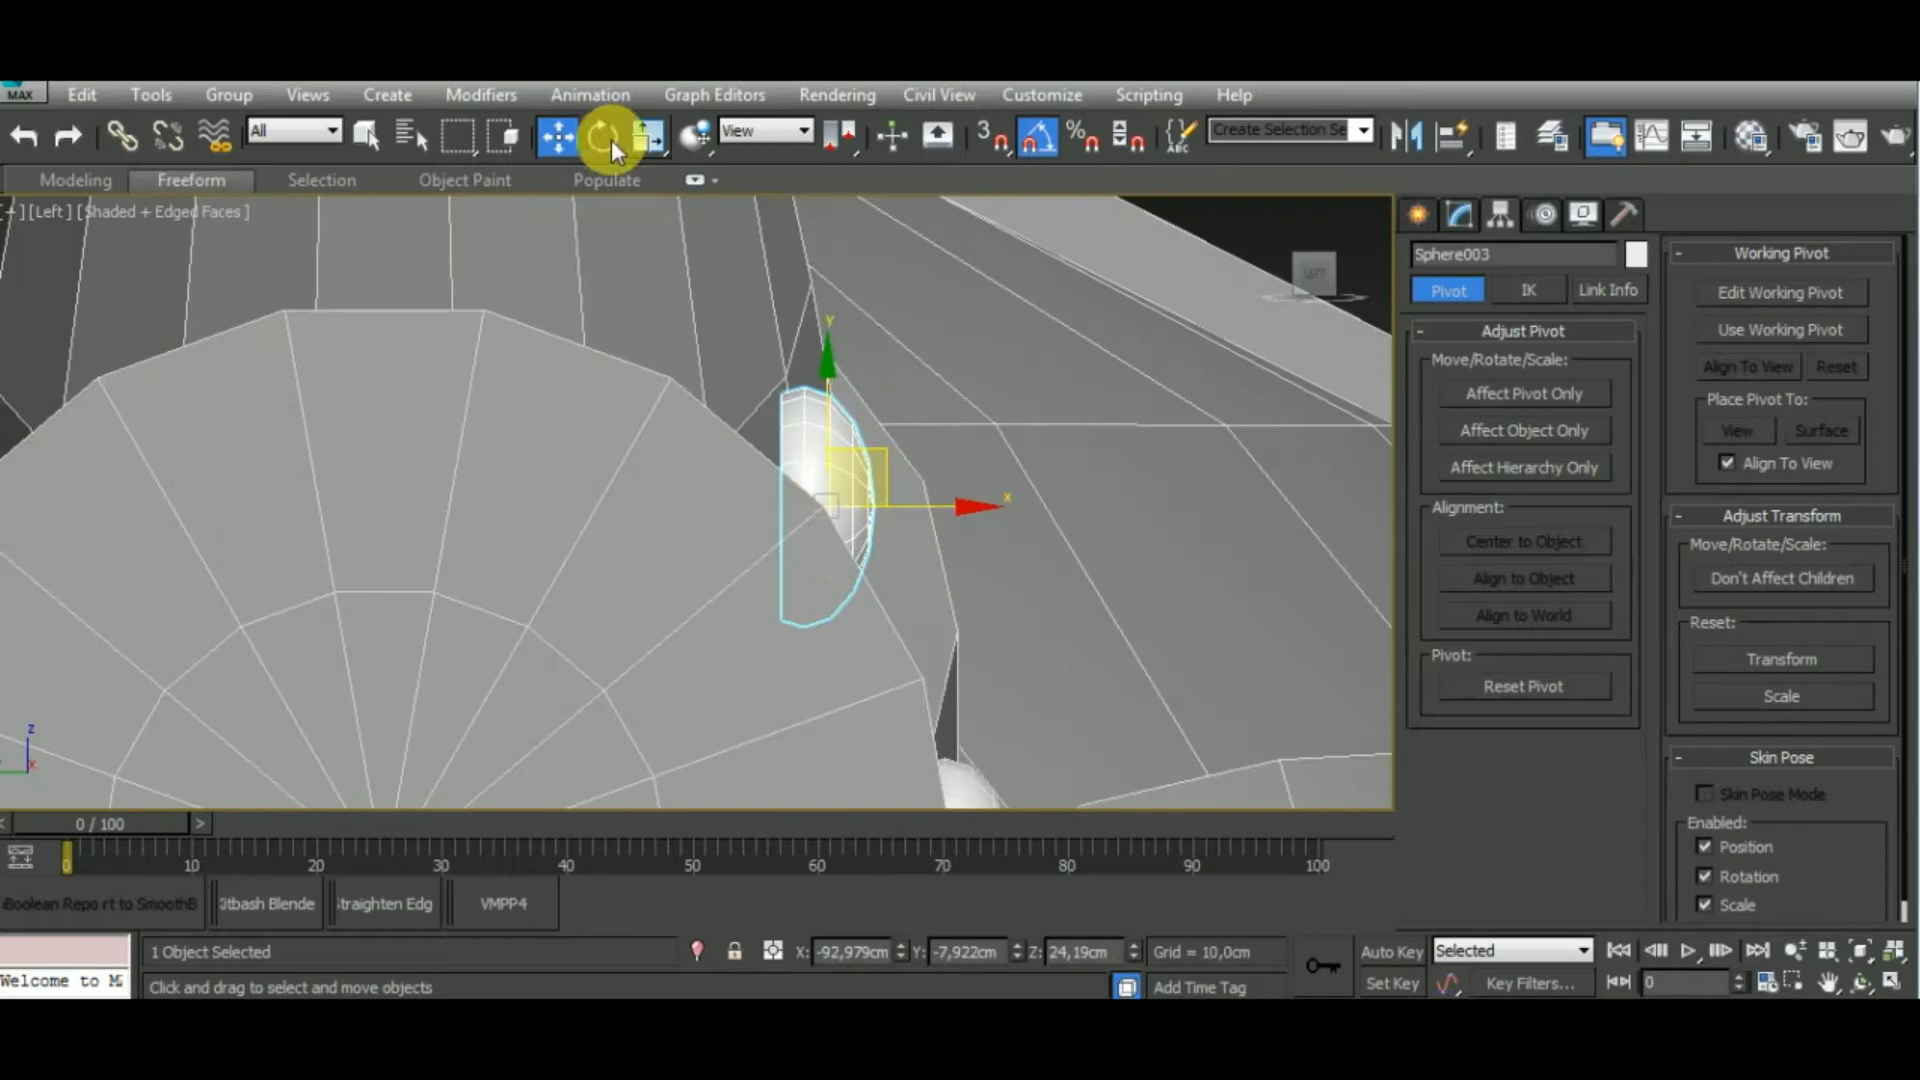 MAX Edit Tools Group Views Create Modifiers Animation Graph Editors Rendering Civil View Customize Scripting Help
All View 3 % ABC Create Selection Se
Modeling Freeform Selection Object Paint Populate
[+] [Left] [Shaded + Edged Faces]
LEFT
y
x
z
x
Sphere003
Pivot IK Link Info
- Adjust Pivot
Move/Rotate/Scale:
Affect Pivot Only
Affect Object Only
Affect Hierarchy Only
Alignment:
Center to Object
Align to Object
Align to World
Pivot:
Reset Pivot
- Working Pivot
Edit Working Pivot
Use Working Pivot
Align To View Reset
Place Pivot To:
View Surface
Align To View
- Adjust Transform
Move/Rotate/Scale:
Don't Affect Children
Reset:
Transform
Scale
- Skin Pose
Skin Pose Mode
Enabled:
Position
Rotation
Scale
< 0 / 100 >
0 10 20 30 40 50 60 70 80 90 100
Boolean Repo rt to SmoothB tbash Blende traighten Edg VMPP4
1 Object Selected X: -92,979cm Y: -7,922cm Z: 24,19cm Grid = 10,0cm Auto Key Selected
Welcome to M Click and drag to select and move objects Add Time Tag Set Key Key Filters... 0